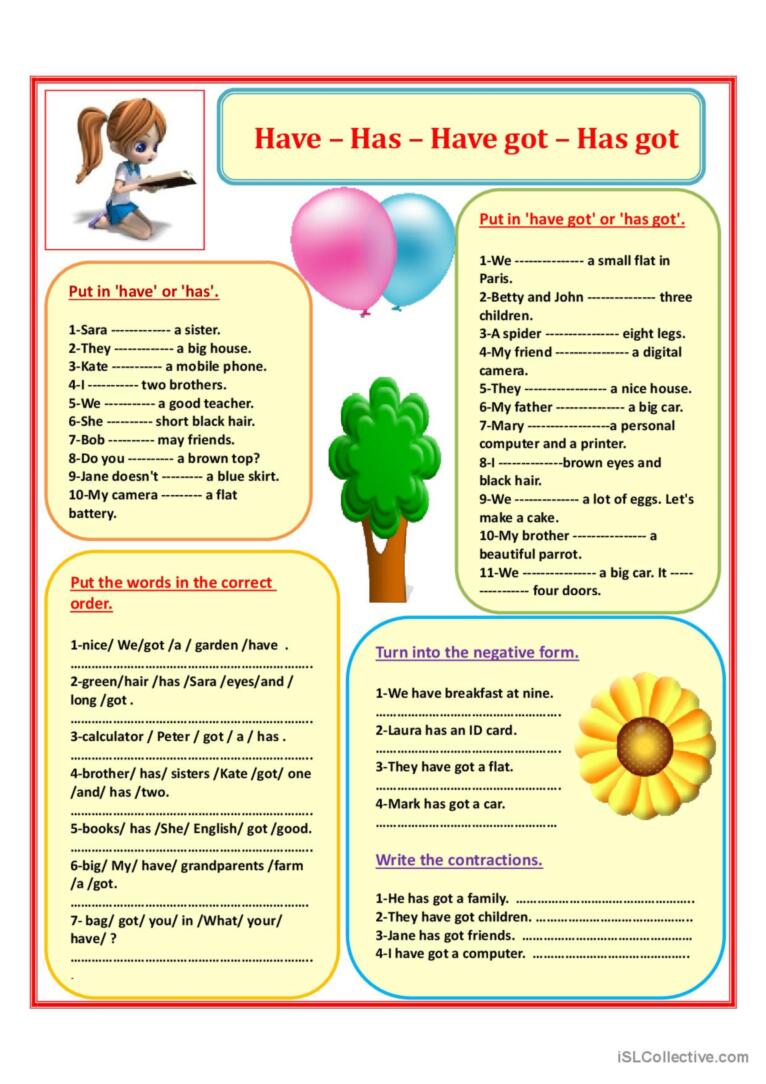 Have – Has – Have got – Has got
Put in 'have' or 'has'.
1-Sara ------------- a sister.
2-They ------------- a big house.
3-Kate ----------- a mobile phone.
4-I ----------- two brothers.
5-We ----------- a good teacher.
6-She ---------- short black hair.
7-Bob ---------- may friends.
8-Do you ---------- a brown top?
9-Jane doesn't --------- a blue skirt.
10-My camera --------- a flat
battery.
Put in 'have got' or 'has got'.
1-We --------------- a small flat in
Paris.
2-Betty and John --------------- three
children.
3-A spider ---------------- eight legs.
4-My friend ---------------- a digital
camera.
5-They ------------------ a nice house.
6-My father --------------- a big car.
7-Mary ------------------a personal
computer and a printer.
8-I --------------brown eyes and
black hair.
9-We -------------- a lot of eggs. Let's
make a cake.
10-My brother ---------------- a
beautiful parrot.
11-We ---------------- a big car. It -----
-------------- four doors.
Put the words in the correct
order.
1-nice/ We/got /a / garden /have .
………………………………………………………….
2-green/hair /has /Sara /eyes/and /
long /got .
………………………………………………………….
3-calculator / Peter / got / a / has .
………………………………………………………….
4-brother/ has/ sisters /Kate /got/ one
/and/ has /two.
………………………………………………………….
5-books/ has /She/ English/ got /good.
………………………………………………………….
6-big/ My/ have/ grandparents /farm
/a /got.
…………………………………………………………
7- bag/ got/ you/ in /What/ your/
have/ ?
………………………………………………………….
.
Turn into the negative form.
1-We have breakfast at nine.
…………………………………………….
2-Laura has an ID card.
…………………………………………….
3-They have got a flat.
…………………………………………….
4-Mark has got a car.
……………………………………………
Write the contractions.
1-He has got a family. …………………………………………..
2-They have got children. ……………………………………..
3-Jane has got friends. …………………………………………
4-I have got a computer. ……………………………………..
iSLCollective.com